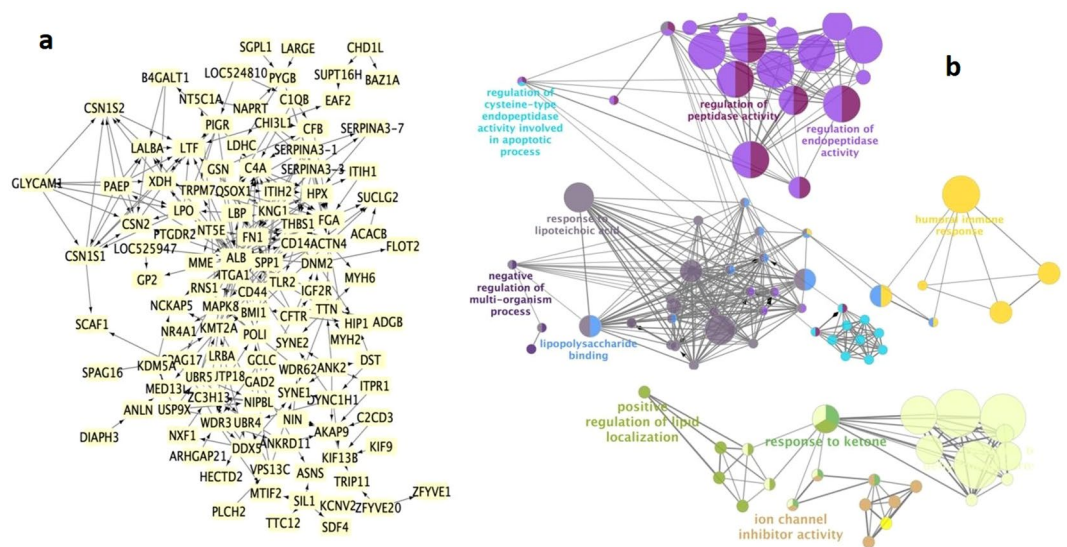 a
SGPL1 LARGE
CHD1L
LOC524810
B4GALT1
PYGB
SUPT16H
BAZ1A
CSN1S2
NT5C1A
NAPRT
C1QB
EAF2
PIGR
CHI3L1
CFB
SERPINA3-7
LALBA
LTF
LDHC
SERPINA3-1
GSN
C4A
SERPINA3-3
ITIH1
GLYCAM1
PAEP
XDH
TRPM7
QSOX1
ITIH2
HPX
SUCLG2
LPO
LBP
KNG1
FGA
CSN2
PTGDR2
NT5E
THBS1
ACACB
LOC525947
FN1
CD14
ACTN4
FLOT2
CSN1S1
MME
ALB
SPP1
DNM2
GP2
ITGA1
TLR2
MYH6
RNS1
CD44
IGF2R
NCKAP5
MAPK8
BMI1
CFTR
TTN
SCAF1
NR4A1
KMT2A
POLI
HIP1
ADGB
SYNE2
MYH2
LRBA
GCLC
SPAG16
KDM5A
WDR62
ANK2
DST
UBR5
JTP18
GAD2
MED13L
ZC3H13
SYNE1
ITPR1
NIPBL
DYNC1H1
ANLN
USP9X
WDR3
UBR4
NIN
C2CD3
DIAPH3
NXF1
DDX5
ANKRD11
AKAP9
ARHGAP21
KIF13B
KIF9
HECTD2
VPS13C
ASNS
TRIP11
MTIF2
SIL1
KCNV2
ZFYVE1
PLCH2
ZFYVE20
TTC12
SDF4
b
regulation of
cysteine-type
endopeptidase
activity involved
in apoptotic
process
regulation of
peptidase activity
regulation of
endopeptidase
activity
response to
lipoteichoic acid
humoral immune
response
negative
regulation of
multi-organism
process
lipopolysaccharide
binding
positive
regulation of lipid
localization
response to ketone
ion channel
inhibitor activity